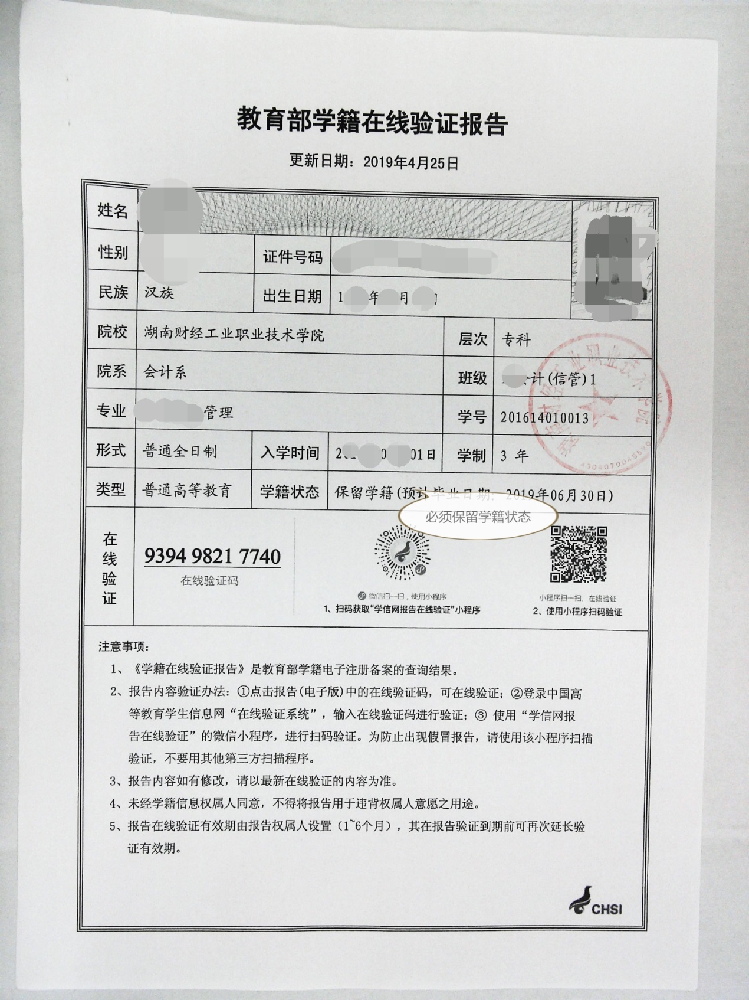 教育部学籍在线验证报告
更新日期：2019年4月25日
姓名
性别
证件号码
民族 汉族 出生日期 1 年 月
院校 湖南财经工业职业技术学院 层次 专科
院系 会计系 班级 计(信管)1
专业 管理 学号 201614010013
形式 普通全日制 入学时间 2 0 01日 学制 3 年
类型 普通高等教育 学籍状态 保留学籍(预计毕业日期：2019年06月30日)
必须保留学籍状态
在线验证
9394 9821 7740
在线验证码
微信扫一扫，使用小程序
1、扫码获取“学信网报告在线验证”小程序
小程序扫一扫，在线验证
2、使用小程序扫码验证
工业职业技术学院
注意事项：
1、《学籍在线验证报告》是教育部学籍电子注册备案的查询结果。
2、报告内容验证办法：①点击报告(电子版)中的在线验证码，可在线验证；②登录中国高
等教育学生信息网“在线验证系统”，输入在线验证码进行验证；③ 使用“学信网报
告在线验证”的微信小程序，进行扫码验证。为防止出现假冒报告，请使用该小程序扫描
验证，不要用其他第三方扫描程序。
3、报告内容如有修改，请以最新在线验证的内容为准。
4、未经学籍信息权属人同意，不得将报告用于违背权属人意愿之用途。
5、报告在线验证有效期由报告权属人设置（1~6个月），其在报告验证到期前可再次延长验
证有效期。
CHSI